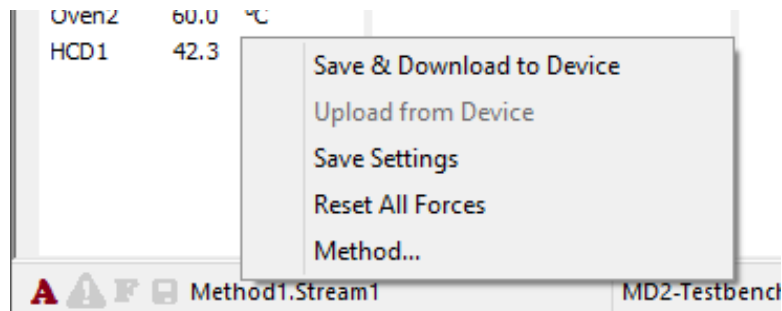 Oven2 60.0 °C
HCD1 42.3
Save & Download to Device
Upload from Device
Save Settings
Reset All Forces
Method...
A F Method1.Stream1 MD2-Testbench